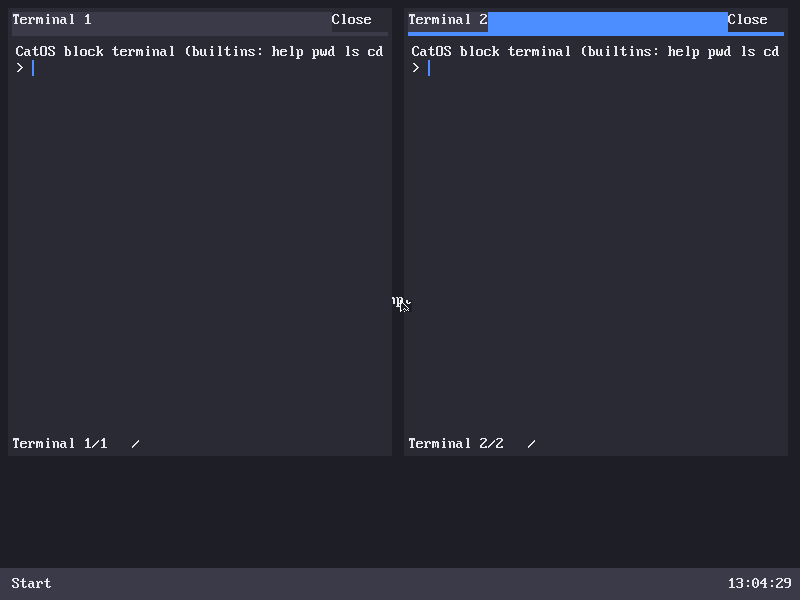 Terminal 1 Close
CatOS block terminal (builtins: help pwd ls cd
>
Terminal 1/1 /
Terminal 2 Close
CatOS block terminal (builtins: help pwd ls cd
>
Terminal 2/2 /
Start 13:04:29